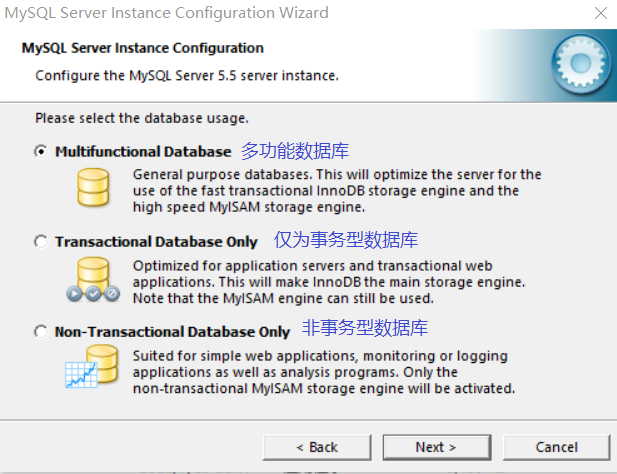 MySQL Server Instance Configuration Wizard
MySQL Server Instance Configuration
Configure the MySQL Server 5.5 server instance.
Please select the database usage.
Multifunctional Database 多功能数据库
General purpose databases. This will optimize the server for the
use of the fast transactional InnoDB storage engine and the
high speed MyISAM storage engine.
Transactional Database Only 仅为事务型数据库
Optimized for application servers and transactional web
applications. This will make InnoDB the main storage engine.
Note that the MyISAM engine can still be used.
Non-Transactional Database Only 非事务型数据库
Suited for simple web applications, monitoring or logging
applications as well as analysis programs. Only the
non-transactional MyISAM storage engine will be activated.
< Back Next > Cancel